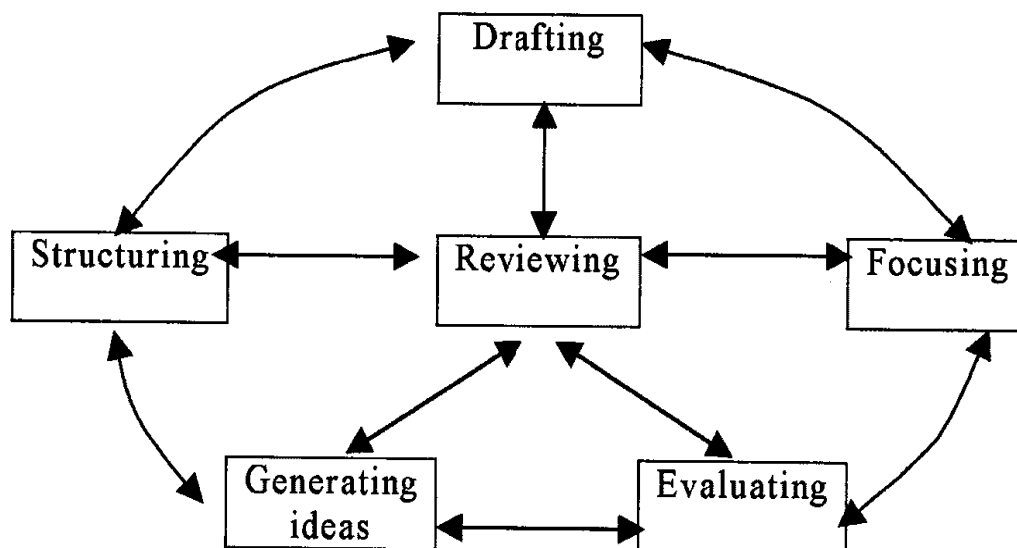 Drafting
Structuring
Reviewing
Focusing
Generating
ideas
Evaluating